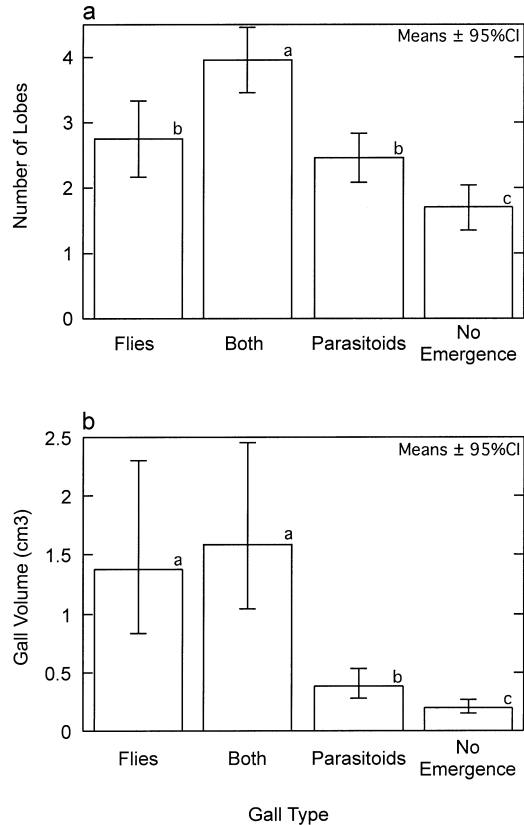 a
Means ± 95%CI
Number of Lobes
4
3
2
1
0
b
a
b
c
Flies
Both
Parasitoids
No
Emergence
b
Means ± 95%CI
Gall Volume (cm3)
2.5
2
1.5
1
0.5
0
a
a
b
c
Flies
Both
Parasitoids
No
Emergence
Gall Type